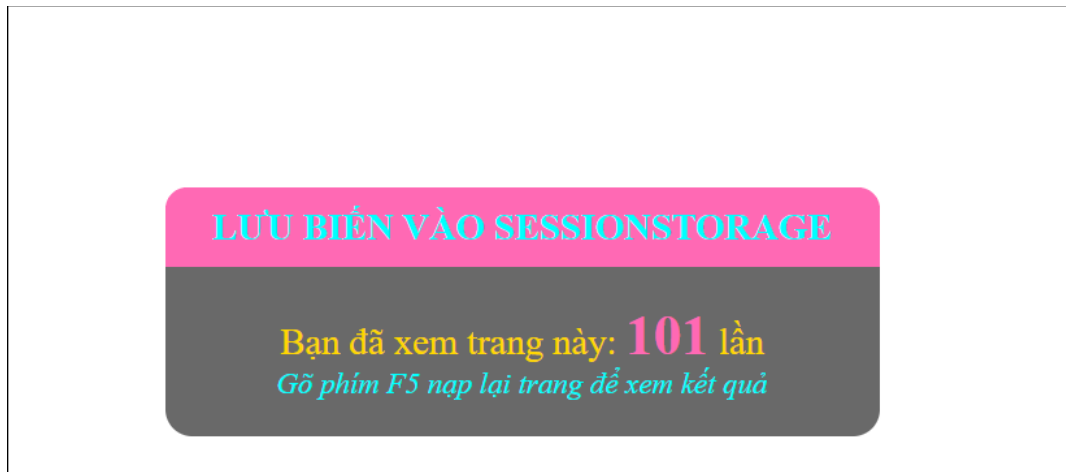 LƯU BIẾN VÀO SESSIONSTORAGE
Bạn đã xem trang này: 101 lần
Gõ phím F5 nạp lại trang để xem kết quả